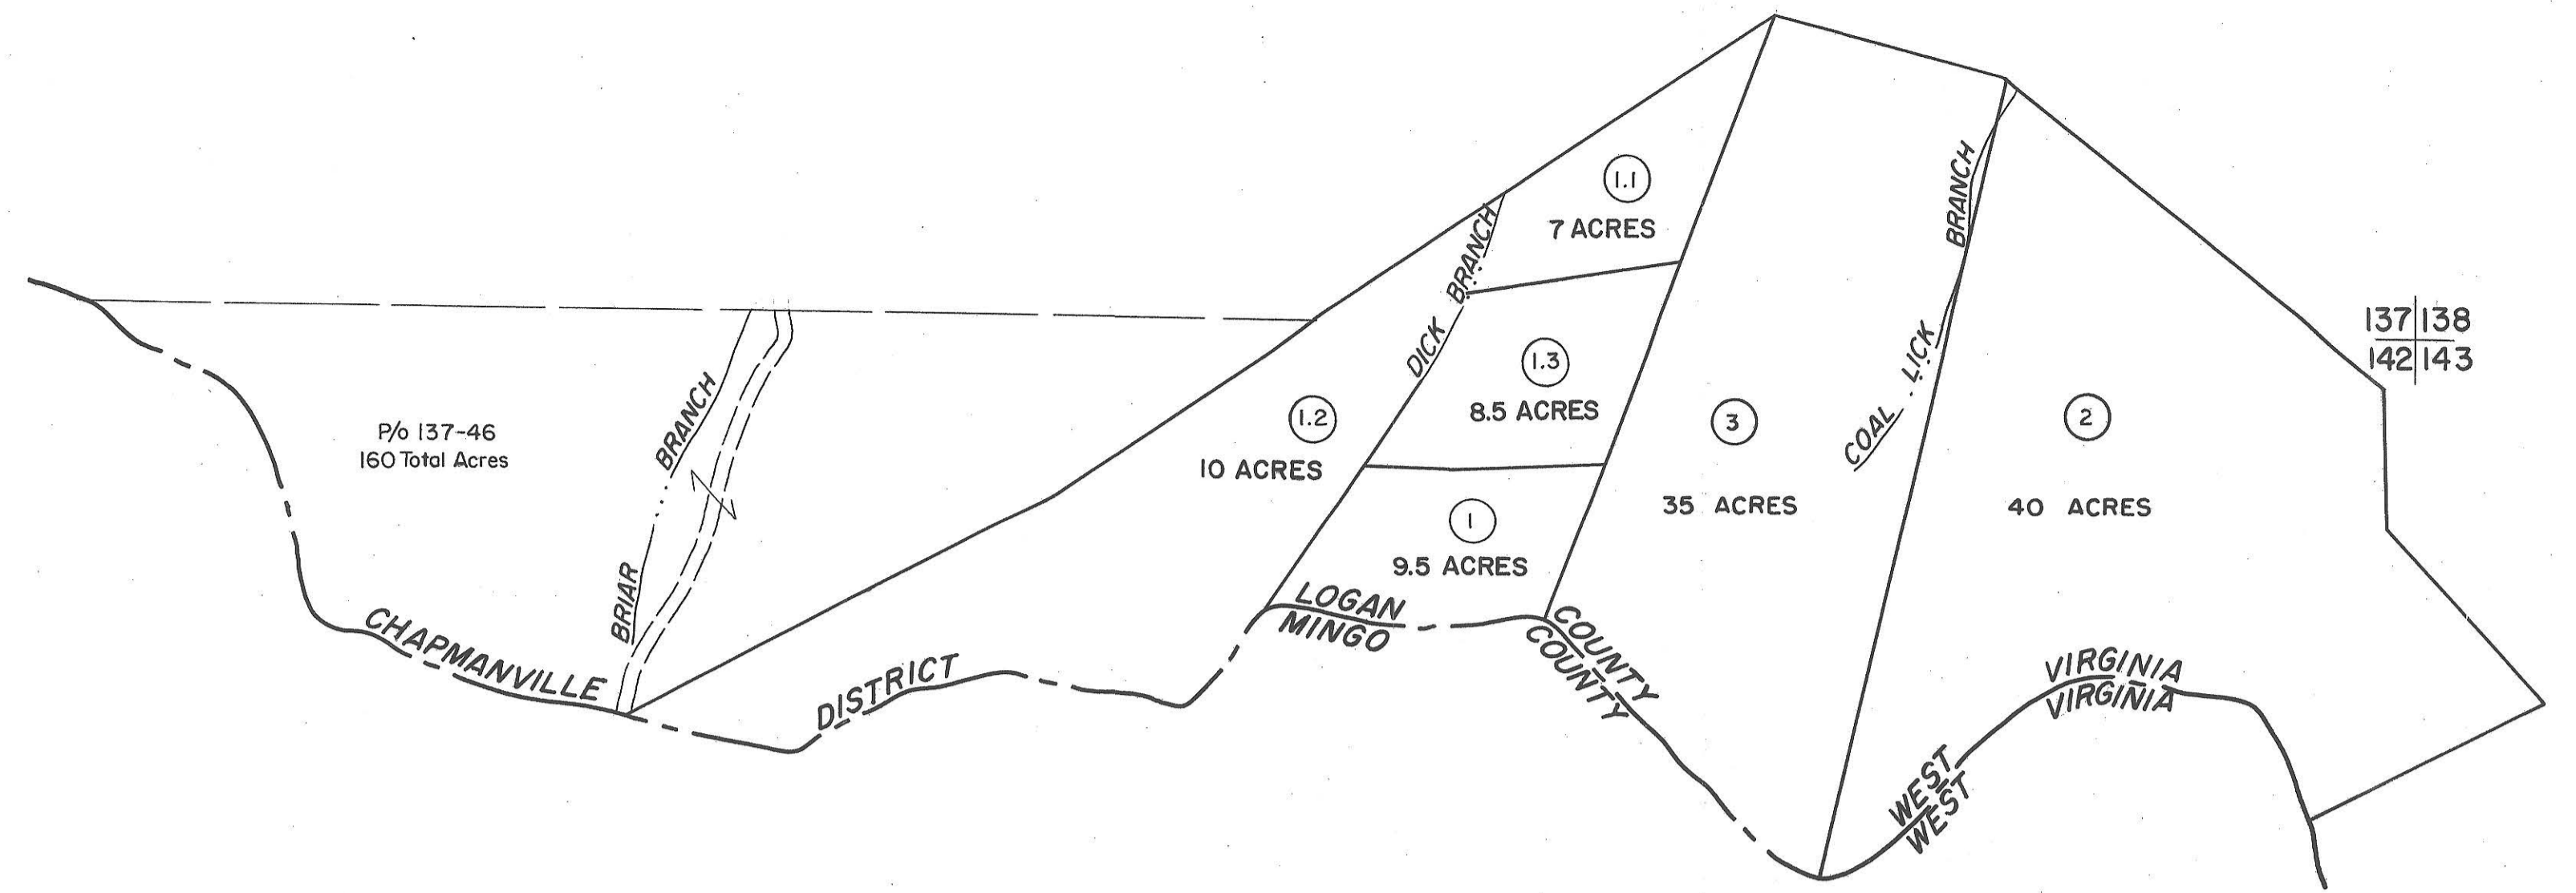 P/o 137-46
160 Total Acres
BRIAR BRANCH
CHAPMANVILLE DISTRICT
1.2
10 ACRES
DICK BRANCH
1.1
7 ACRES
1.3
8.5 ACRES
1
9.5 ACRES
LOGAN COUNTY
MINGO COUNTY
3
35 ACRES
COAL LICK BRANCH
2
40 ACRES
WEST VIRGINIA
WEST VIRGINIA
137 138
142 143